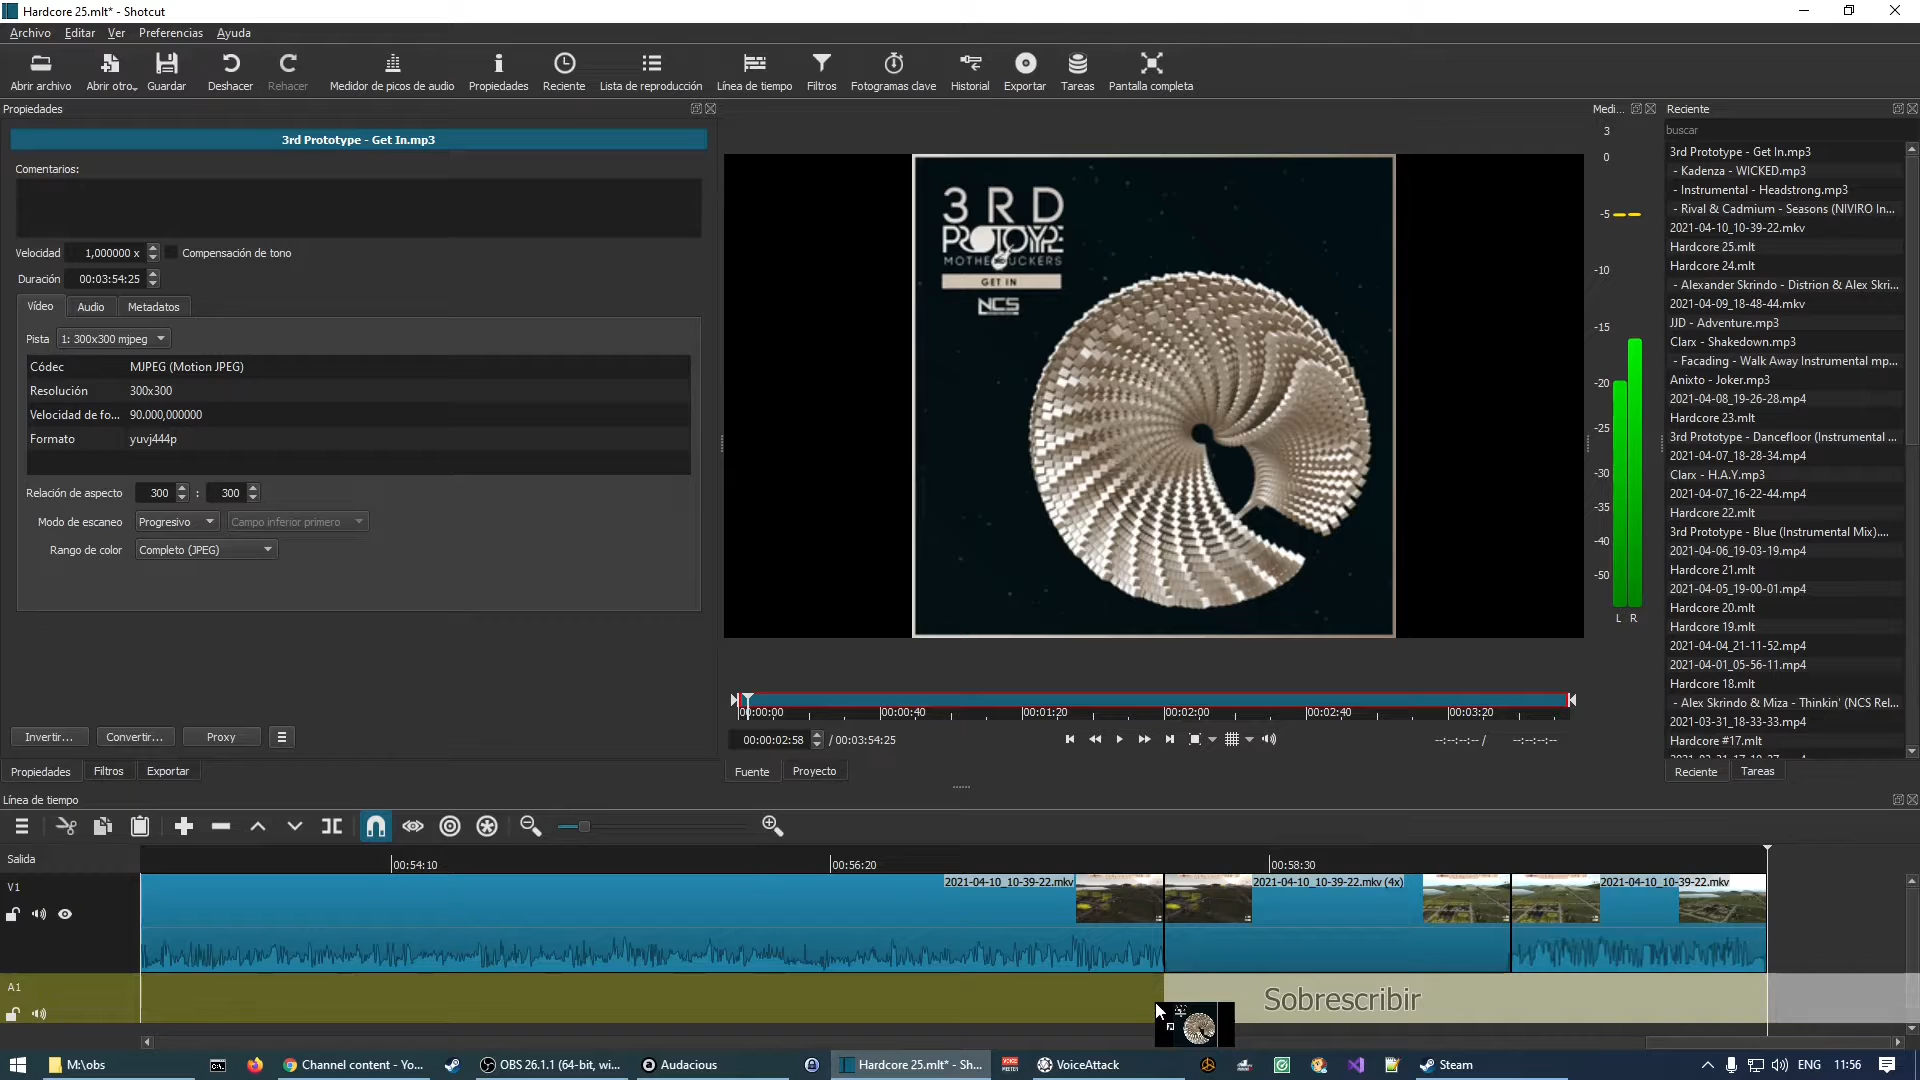 Hardcore 25.mlt* - Shotcut
Archivo Editar Ver Preferencias Ayuda
Abrir archivo Abrir otro... Guardar Deshacer Rehacer Medidor de picos de audio Propiedades Reciente Lista de reproducción Línea de tiempo Filtros Fotogramas clave Historial Exportar Tareas Pantalla completa
Propiedades
3rd Prototype - Get In.mp3
Comentarios:
Velocidad 1,000000 x Compensación de tono
Duración 00:03:54:25
Vídeo Audio Metadatos
Pista 1: 300x300 mjpeg
Códec MJPEG (Motion JPEG)
Resolución 300x300
Velocidad de fo... 90.000,000000
Formato yuvj444p
Relación de aspecto 300 : 300
Modo de escaneo Progresivo Campo inferior primero
Rango de color Completo (JPEG)
Invertir... Convertir... Proxy
Propiedades Filtros Exportar
3RD
PROTOTYPE
GET IN
NCS
00:00:00 00:00:40 00:01:20 00:02:00 00:02:40 00:03:20
00:00:02:58 / 00:03:54:25 --:--:--:-- / --:--:--:--
Fuente Proyecto
Medi...
3
0
-5
-10
-15
-20
-25
-30
-35
-40
-50
L R
Reciente
buscar
3rd Prototype - Get In.mp3
- Kadenza - WICKED.mp3
- Instrumental - Headstrong.mp3
- Rival & Cadmium - Seasons (NIVIRO In...
2021-04-10_10-39-22.mkv
Hardcore 25.mlt
Hardcore 24.mlt
- Alexander Skrindo - Distrion & Alex Skri...
2021-04-09_18-48-44.mkv
JJD - Adventure.mp3
Clarx - Shakedown.mp3
- Facading - Walk Away Instrumental mp...
Anixto - Joker.mp3
2021-04-08_19-26-28.mp4
Hardcore 23.mlt
3rd Prototype - Dancefloor (Instrumental ...
2021-04-07_18-28-34.mp4
Clarx - H.A.Y.mp3
2021-04-07_16-22-44.mp4
Hardcore 22.mlt
3rd Prototype - Blue (Instrumental Mix)....
2021-04-06_19-03-19.mp4
Hardcore 21.mlt
2021-04-05_19-00-01.mp4
Hardcore 20.mlt
Hardcore 19.mlt
2021-04-04_21-11-52.mp4
2021-04-01_05-56-11.mp4
Hardcore 18.mlt
- Alex Skrindo & Miza - Thinkin' (NCS Rel...
2021-03-31_18-33-33.mp4
Hardcore #17.mlt
Reciente Tareas
Línea de tiempo
Salida
00:54:10 00:56:20 00:58:30
V1
2021-04-10_10-39-22.mkv 2021-04-10_10-39-22.mkv (4x) 2021-04-10_10-39-22.mkv
A1
Sobrescribir
M:\obs Channel content - Yo... OBS 26.1.1 (64-bit, wi... Audacious Hardcore 25.mlt* - Sh... VoiceAttack Steam ENG 11:56